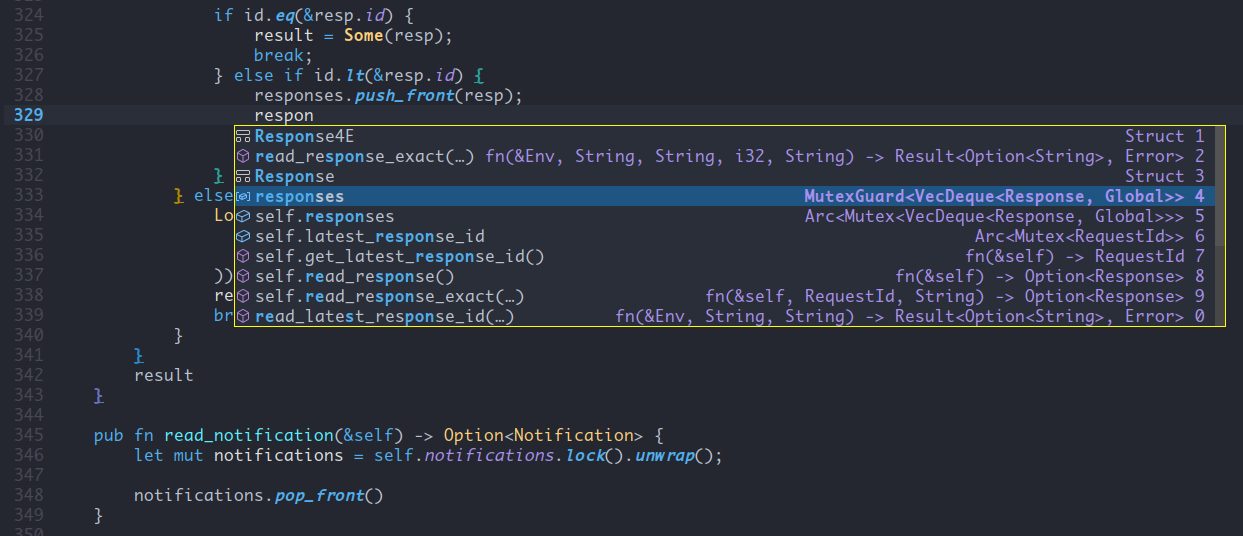 324 if id.eq(&resp.id) {
325 result = Some(resp);
326 break;
327 } else if id.lt(&resp.id) {
328 responses.push_front(resp);
329 respon
330 Response4E Struct 1
331 read_response_exact(…) fn(&Env, String, String, i32, String) -> Result<Option<String>, Error> 2
332 } Response Struct 3
333 } else responses MutexGuard<VecDeque<Response, Global>> 4
334 Lo self.responses Arc<Mutex<VecDeque<Response, Global>>> 5
335 self.latest_response_id Arc<Mutex<RequestId>> 6
336 self.get_latest_response_id() fn(&self) -> RequestId 7
337 )) self.read_response() fn(&self) -> Option<Response> 8
338 re self.read_response_exact(…) fn(&self, RequestId, String) -> Option<Response> 9
339 br read_latest_response_id(…) fn(&Env, String, String) -> Result<Option<String>, Error> 0
340 }
341 }
342 result
343 }
344
345 pub fn read_notification(&self) -> Option<Notification> {
346 let mut notifications = self.notifications.lock().unwrap();
347
348 notifications.pop_front()
349 }
350